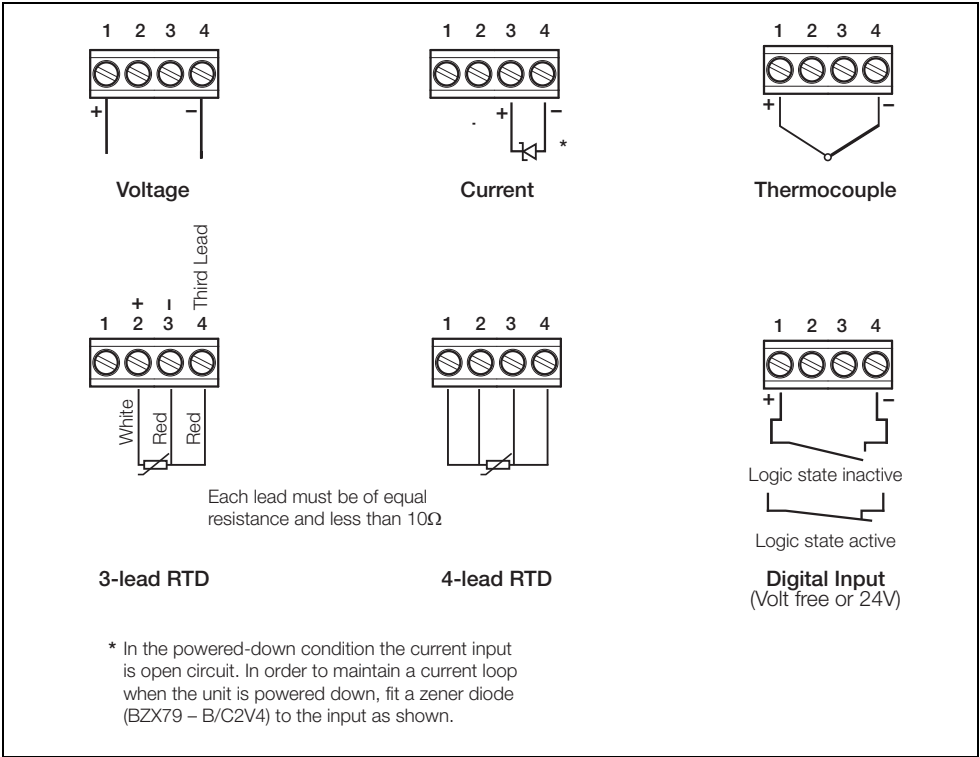 1 2 3 4
+ –
Voltage
1 2 3 4
+ –
*
Current
1 2 3 4
+ –
Thermocouple
Third Lead
+ –
1 2 3 4
White
Red
Red
3-lead RTD
1 2 3 4
Each lead must be of equal
resistance and less than 10Ω
4-lead RTD
1 2 3 4
+ –
Logic state inactive
Logic state active
Digital Input
(Volt free or 24V)
* In the powered-down condition the current input
is open circuit. In order to maintain a current loop
when the unit is powered down, fit a zener diode
(BZX79 – B/C2V4) to the input as shown.